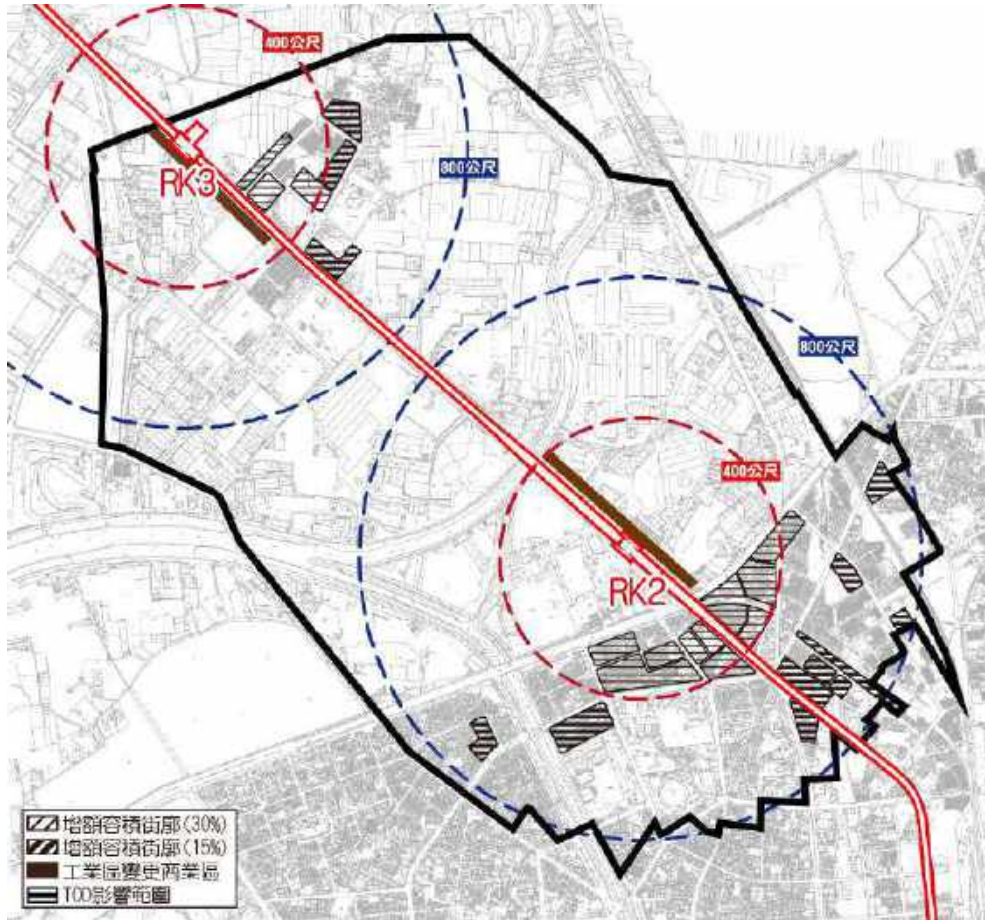 400公尺
RK3
800公尺
800公尺
400公尺
RK2
增額容積街廓(30%)
增額容積街廓(15%)
工業區變更商業區
TOD影響範圍